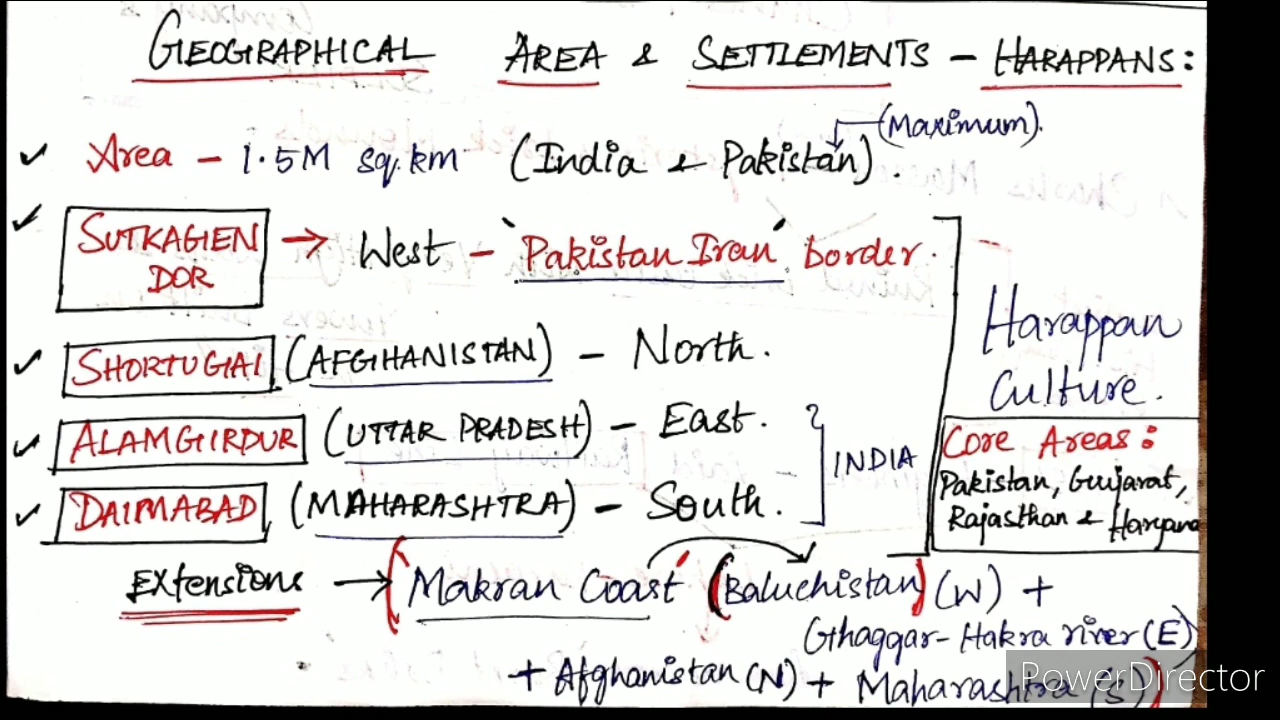 GEOGRAPHICAL AREA & SETTLEMENTS - HARAPPANS:
(Maximum).
✓ Area - 1.5M sq.km (India & Pakistan).
✓ SUTKAGIEN DOR → West - 'Pakistan Iran' border.
✓ SHORTUGIAI (AFGHANISTAN) - North.
✓ ALAMGIRPUR (UTTAR PRADESH) - East.
✓ DAIMABAD (MAHARASHTRA) - South.
INDIA
Harappan
Culture.
Core Areas:
Pakistan, Gujarat,
Rajasthan & Haryana
Extensions → (Makran Coast (Baluchistan) (W) +
Ghaggar-Hakra river (E)
+ Afghanistan (N) + Maharashtra (S))
PowerDirector